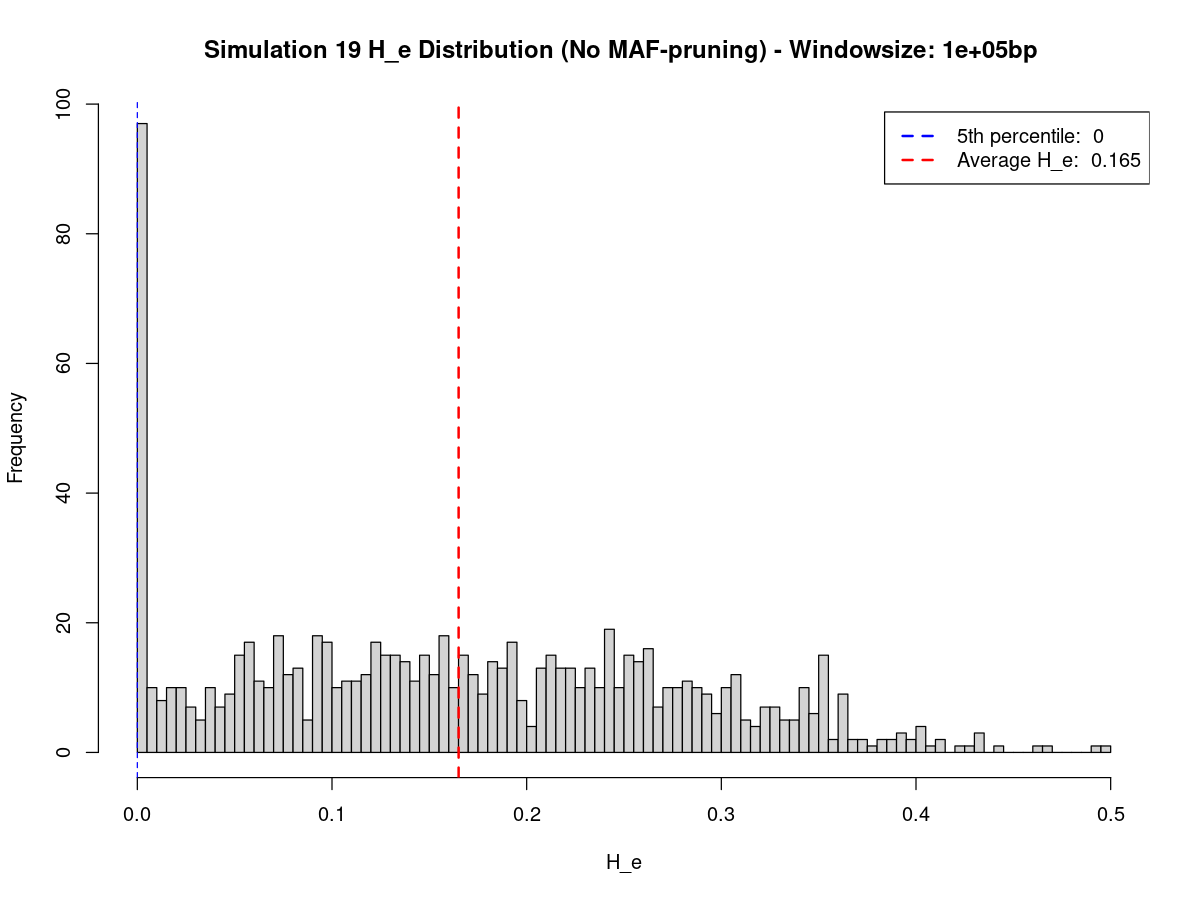 Simulation 19 H_e Distribution (No MAF-pruning) - Windowsize: 1e+05bp
5th percentile:  0
Average H_e:  0.165
Frequency
100
80
60
40
20
0
0.0 0.1 0.2 0.3 0.4 0.5
H_e